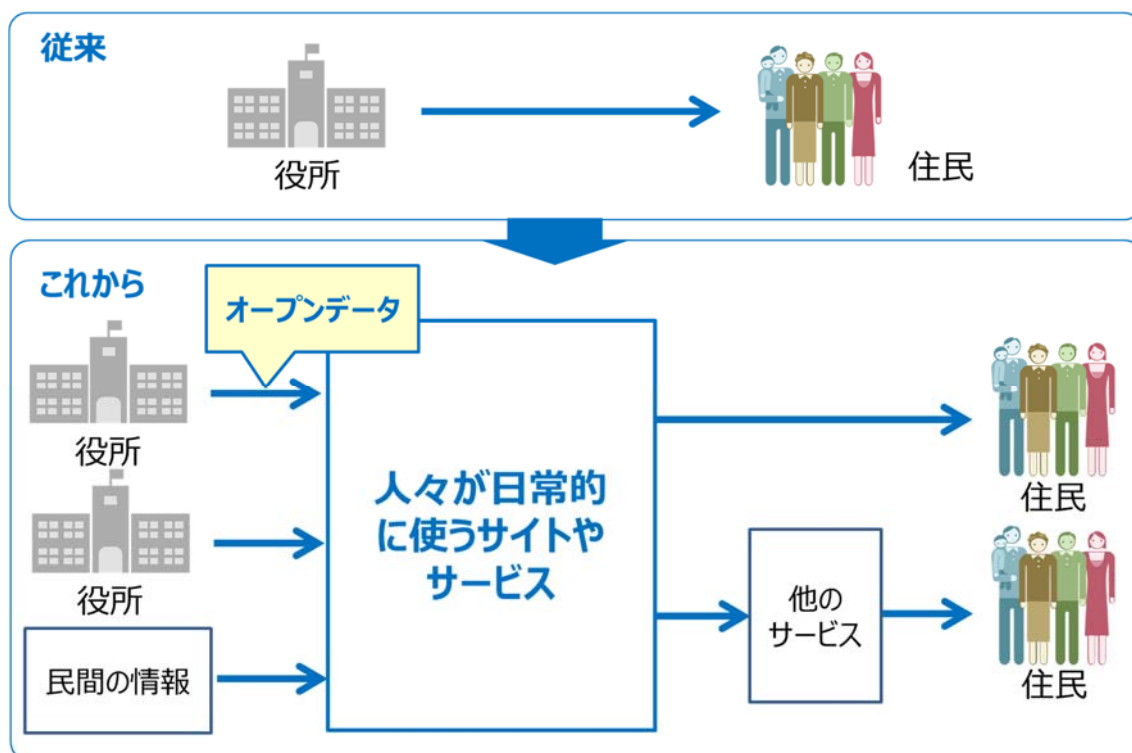 従来
役所
住民
これから
オープンデータ
役所
役所
民間の情報
人々が日常的
に使うサイトや
サービス
他の
サービス
住民
住民